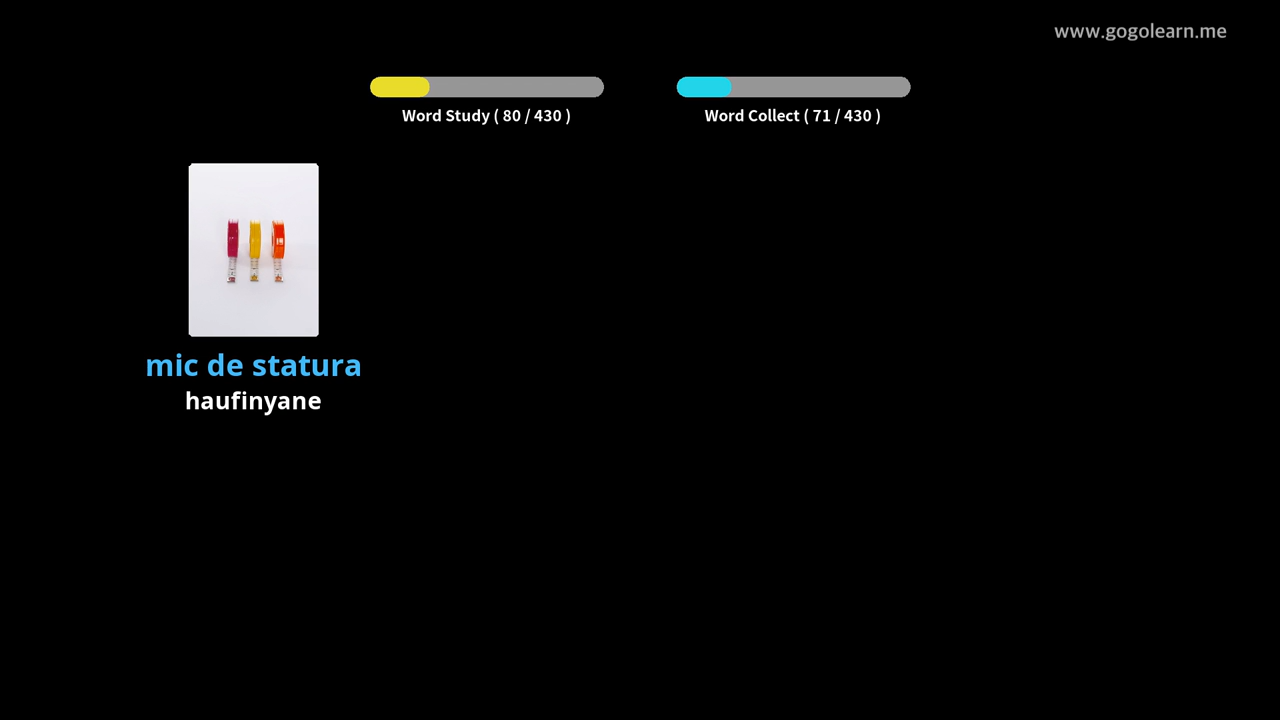 www.gogolearn.me
Word Study ( 80 / 430 )
Word Collect ( 71 / 430 )
mic de statura
haufinyane